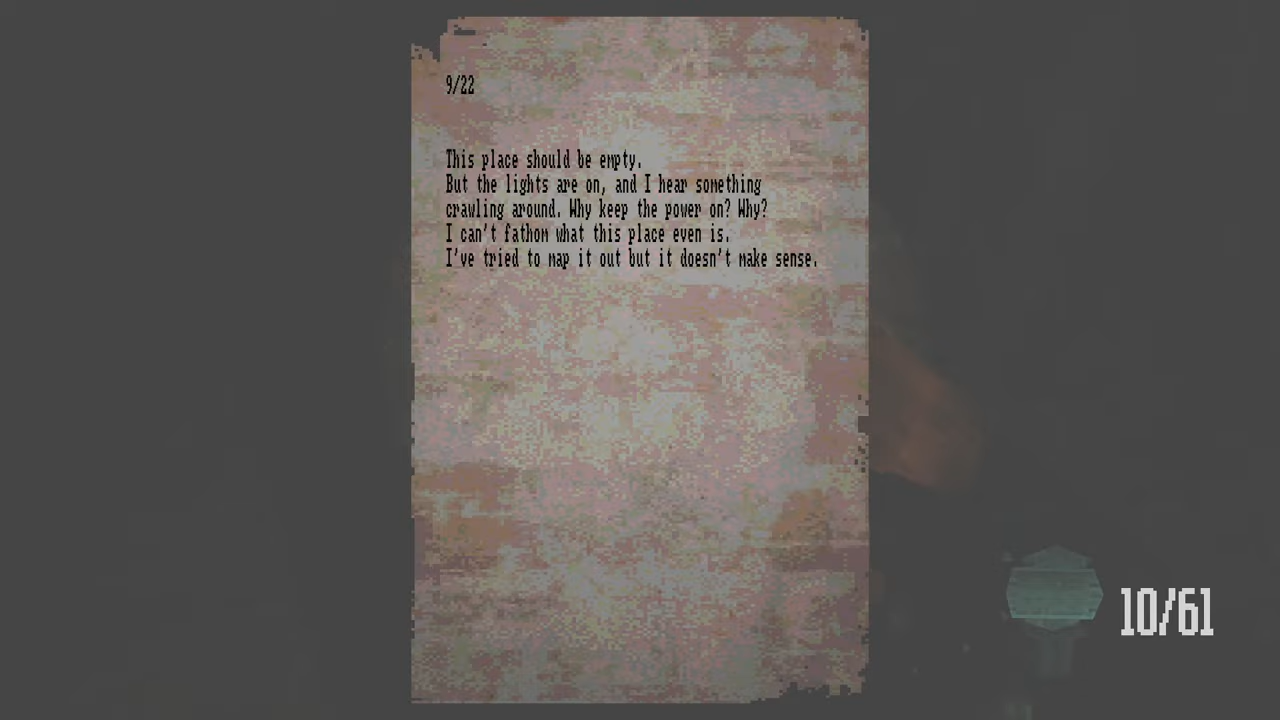 9/22
This place should be empty.
But the lights are on, and I hear something
crawling around. Why keep the power on? Why?
I can't fathom what this place even is.
I've tried to map it out but it doesn't make sense.
10/61